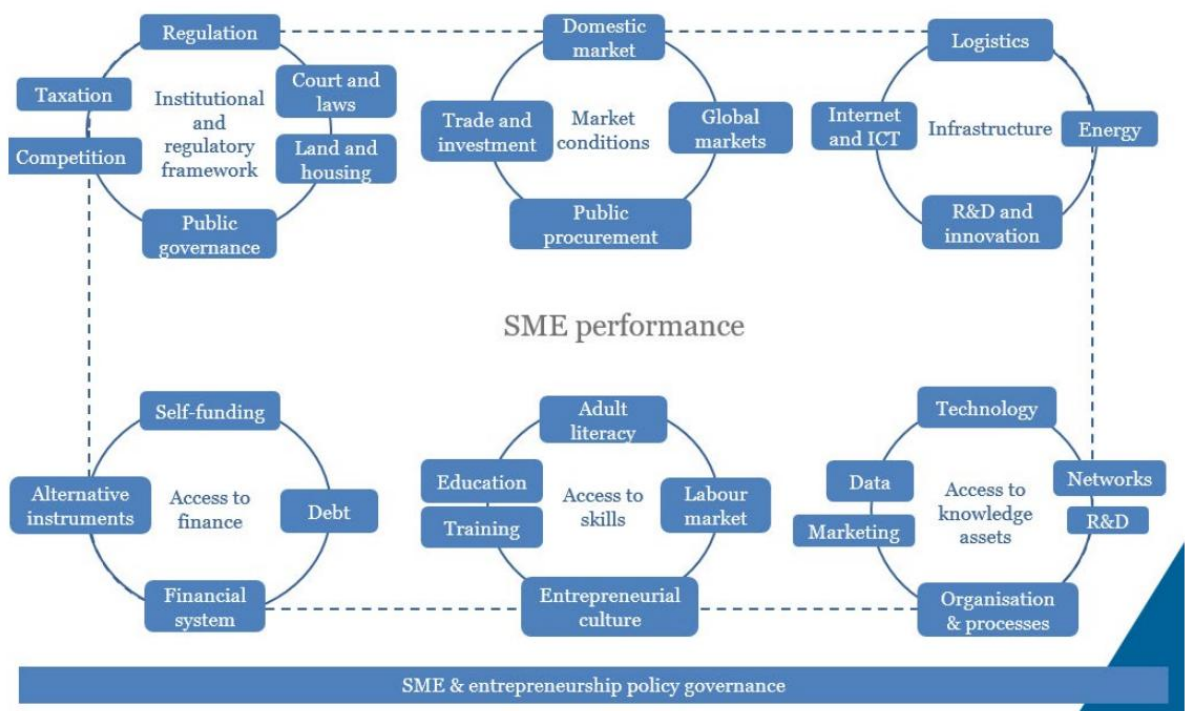 Regulation
Taxation
Competition
Institutional
and
regulatory
framework
Court and
laws
Land and
housing
Public
governance
Domestic
market
Trade and
investment
Market
conditions
Global
markets
Public
procurement
Logistics
Internet
and ICT
Infrastructure
Energy
R&D and
innovation
SME performance
Self-funding
Alternative
instruments
Access to
finance
Debt
Financial
system
Adult
literacy
Education
Training
Access to
skills
Labour
market
Entrepreneurial
culture
Technology
Data
Marketing
Access to
knowledge
assets
Networks
R&D
Organisation
& processes
SME & entrepreneurship policy governance